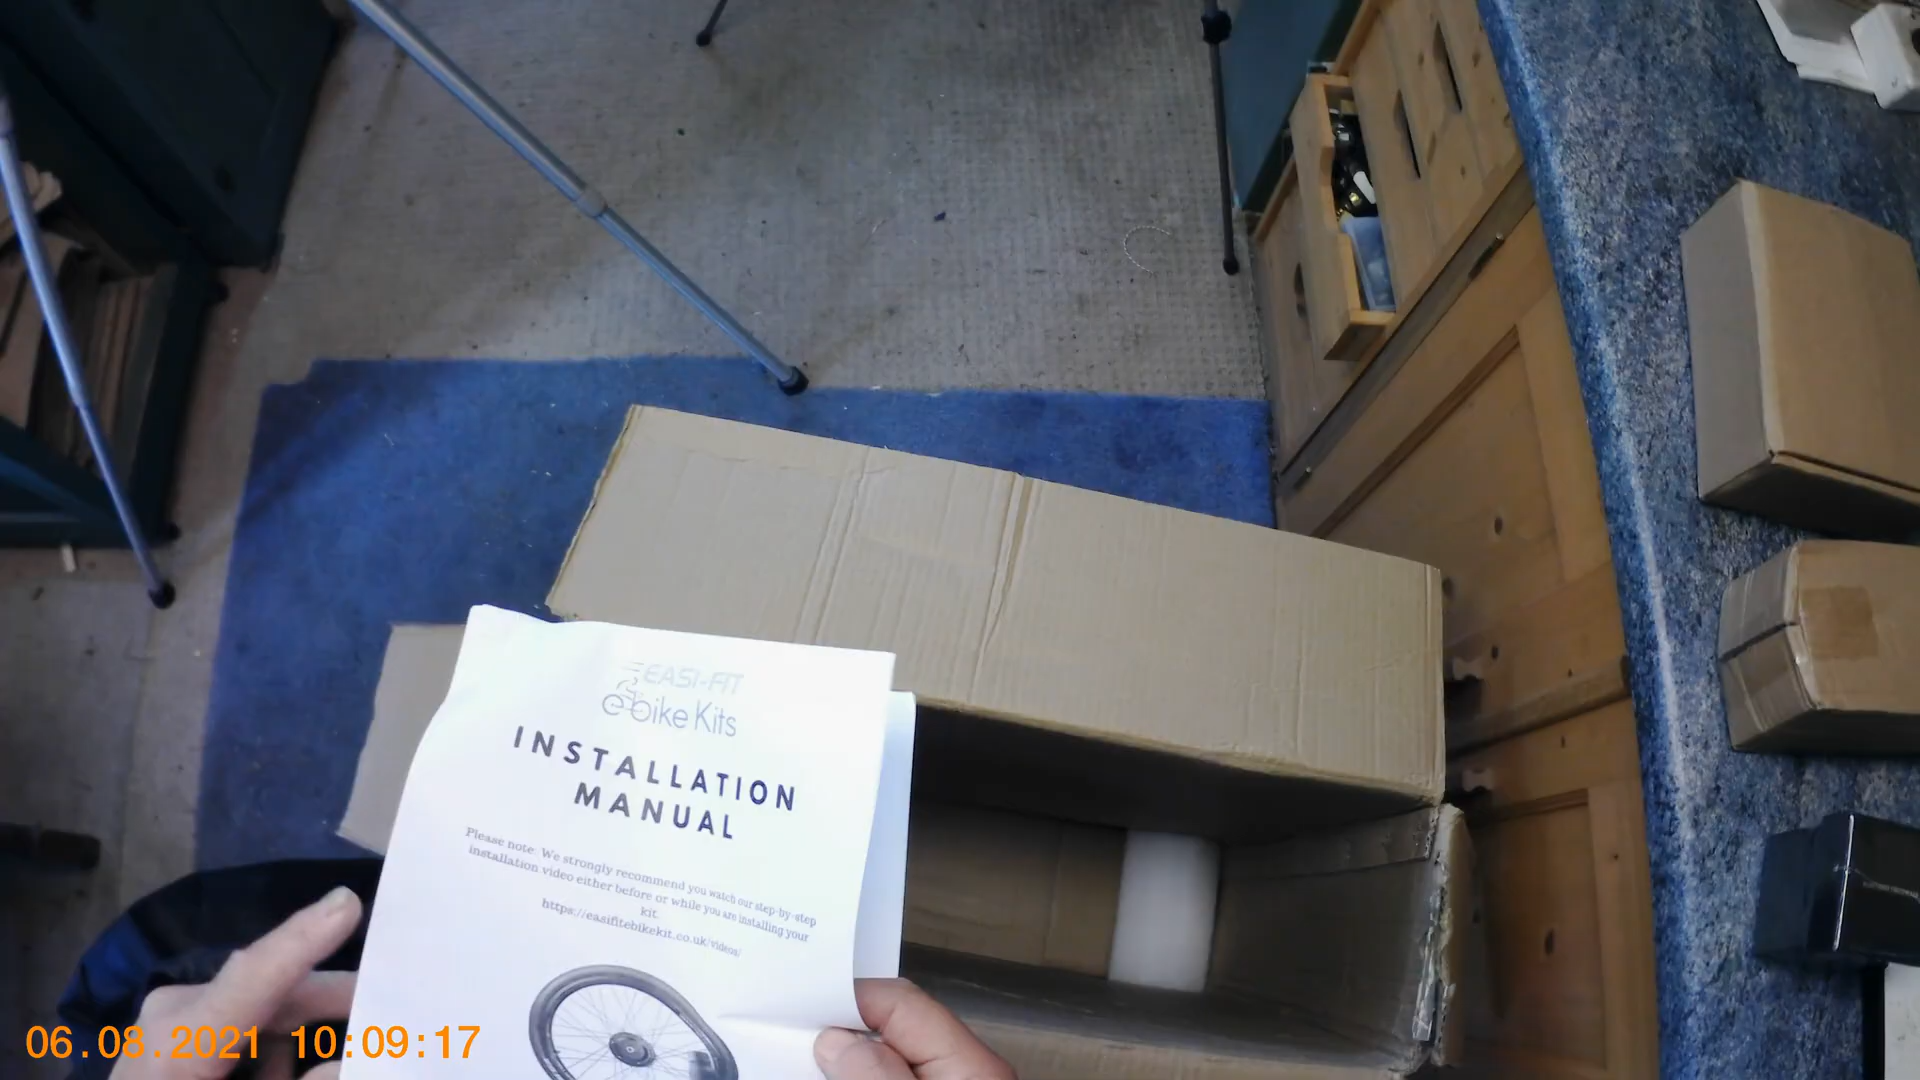 EASI-FIT
e-bike Kits
INSTALLATION
MANUAL
Please note: We strongly recommend you watch our step-by-step
installation video either before or while you are installing your
kit.
https://easifitebikekit.co.uk/videos/
06.08.2021 10:09:17